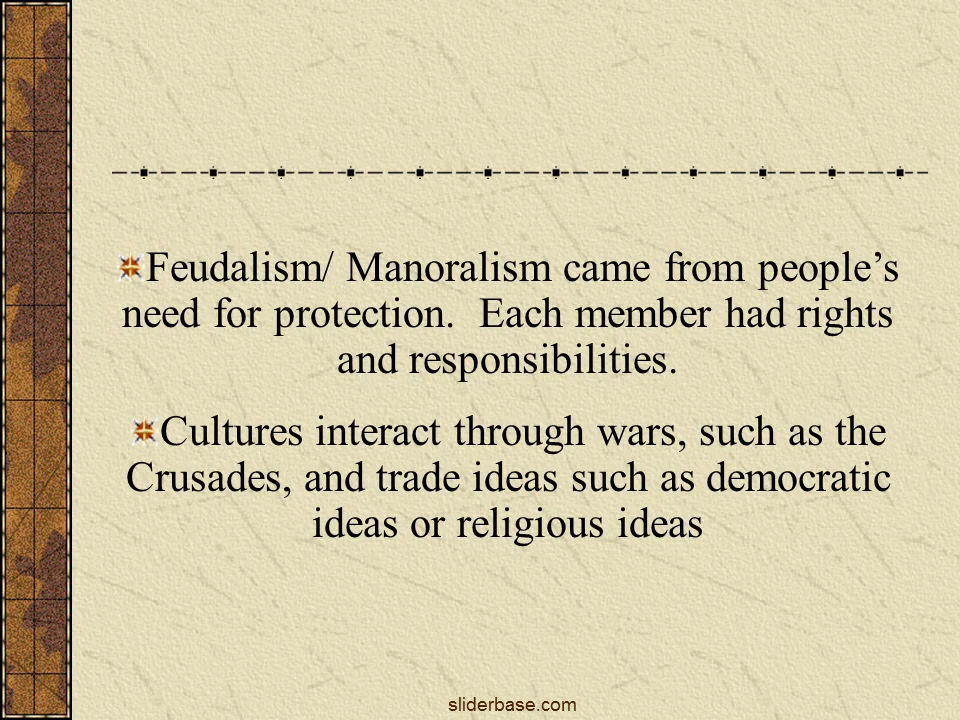 Feudalism/ Manoralism came from people’s
need for protection.  Each member had rights
and responsibilities.
Cultures interact through wars, such as the
Crusades, and trade ideas such as democratic
ideas or religious ideas
sliderbase.com